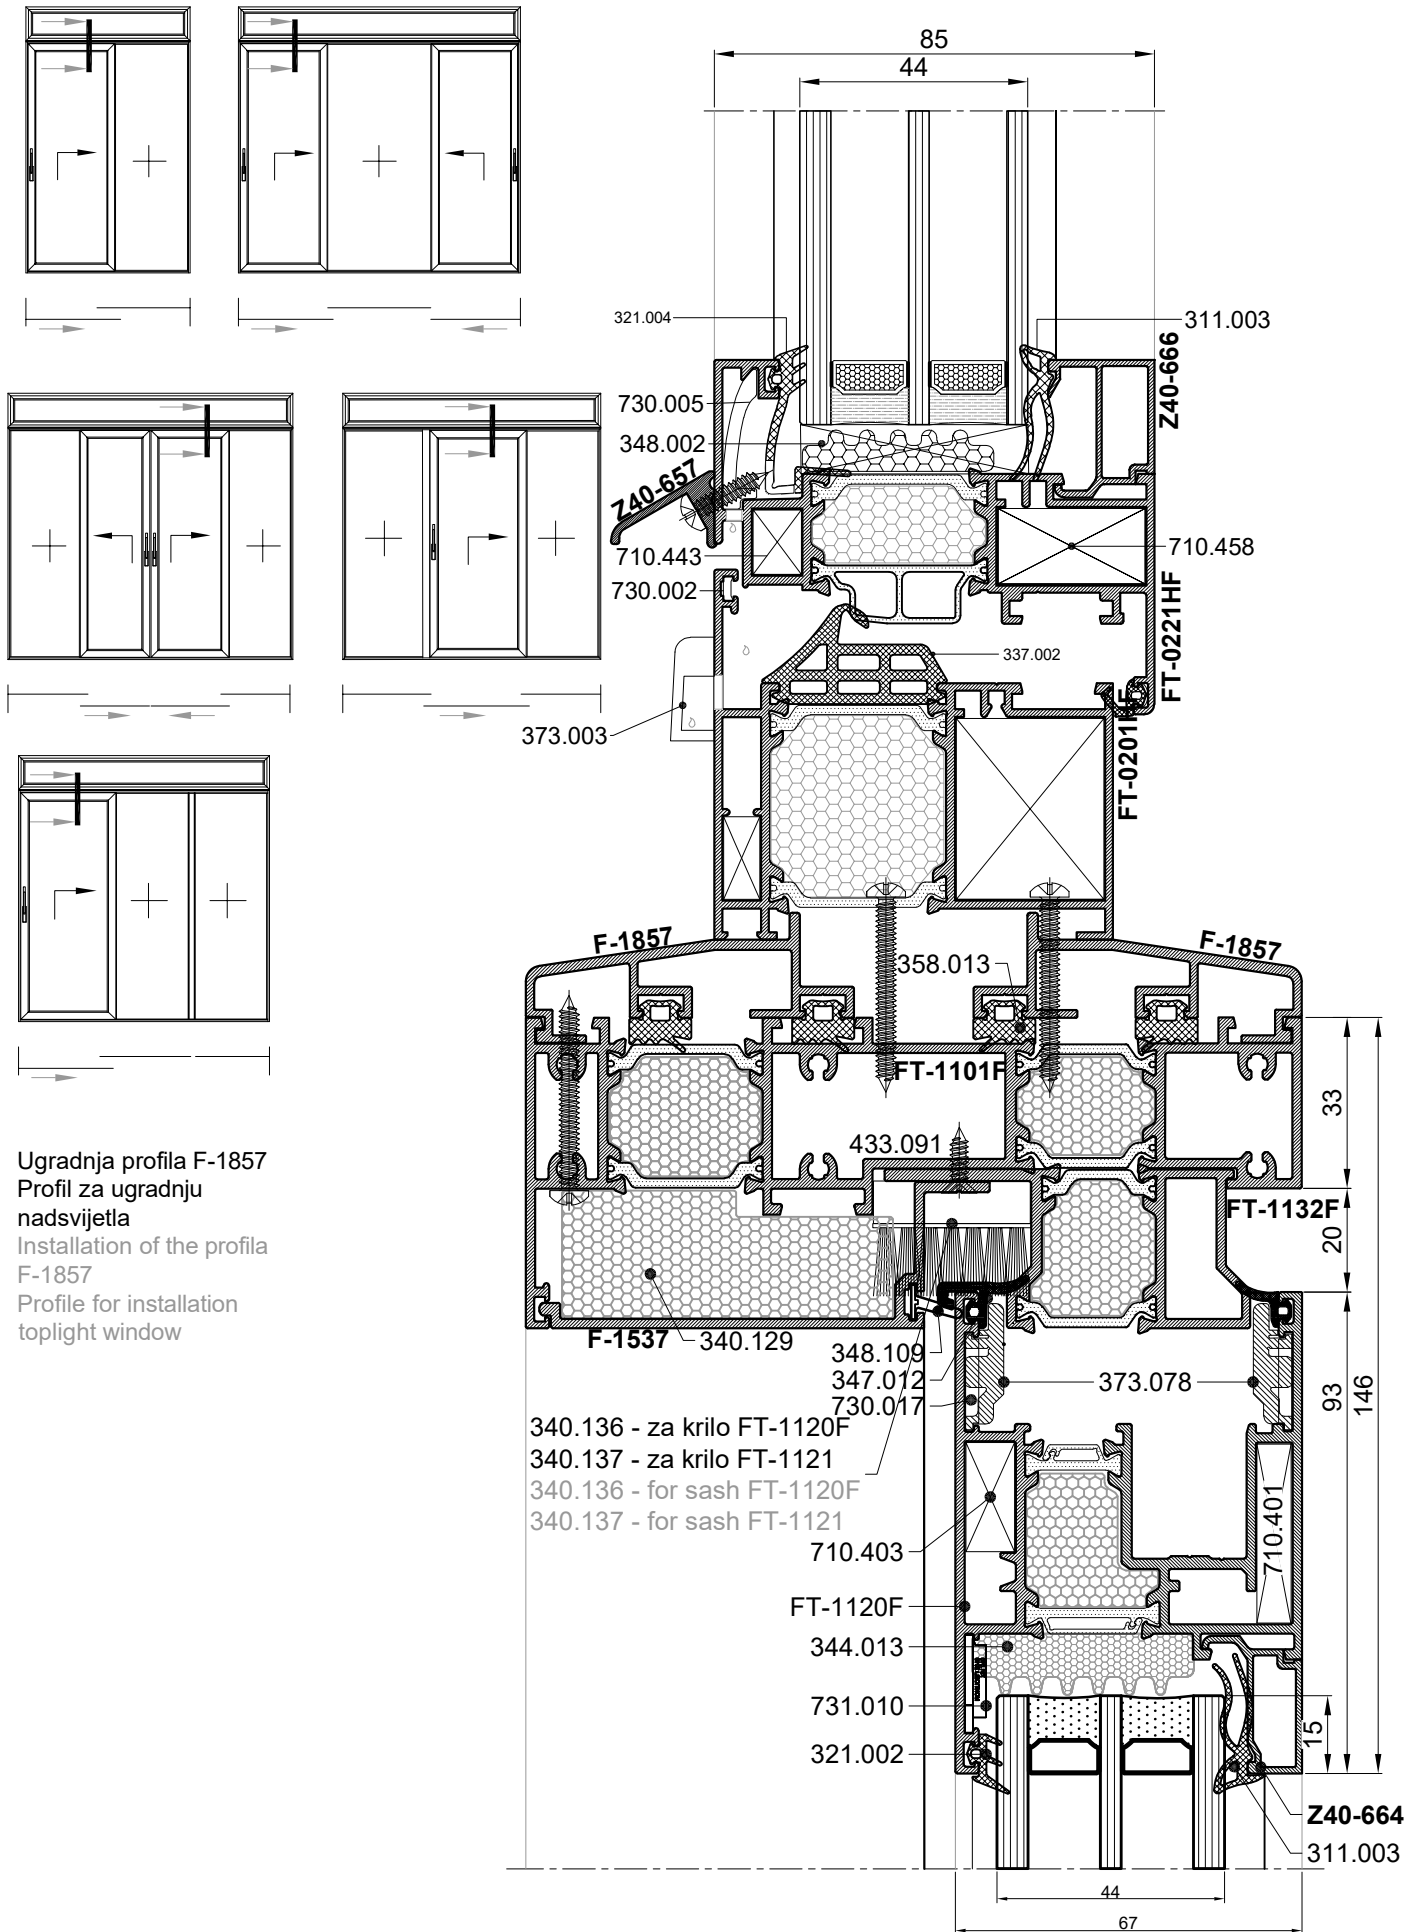 85
44
321.004
311.003
Z40-666
730.005
348.002
Z40-657
710.443
710.458
730.002
FT-0221HF
337.002
373.003
FT-0201HF
F-1857
F-1857
358.013
FT-1101F
33
433.091
Ugradnja profila F-1857
Profil za ugradnju
nadsvijetla
Installation of the profila
F-1857
Profile for installation
toplight window
FT-1132F
20
F-1537
340.129
348.109
347.012
730.017
373.078
93
146
340.136 - za krilo FT-1120F
340.137 - za krilo FT-1121
340.136 - for sash FT-1120F
340.137 - for sash FT-1121
710.401
710.403
FT-1120F
344.013
731.010
15
321.002
Z40-664
311.003
44
67